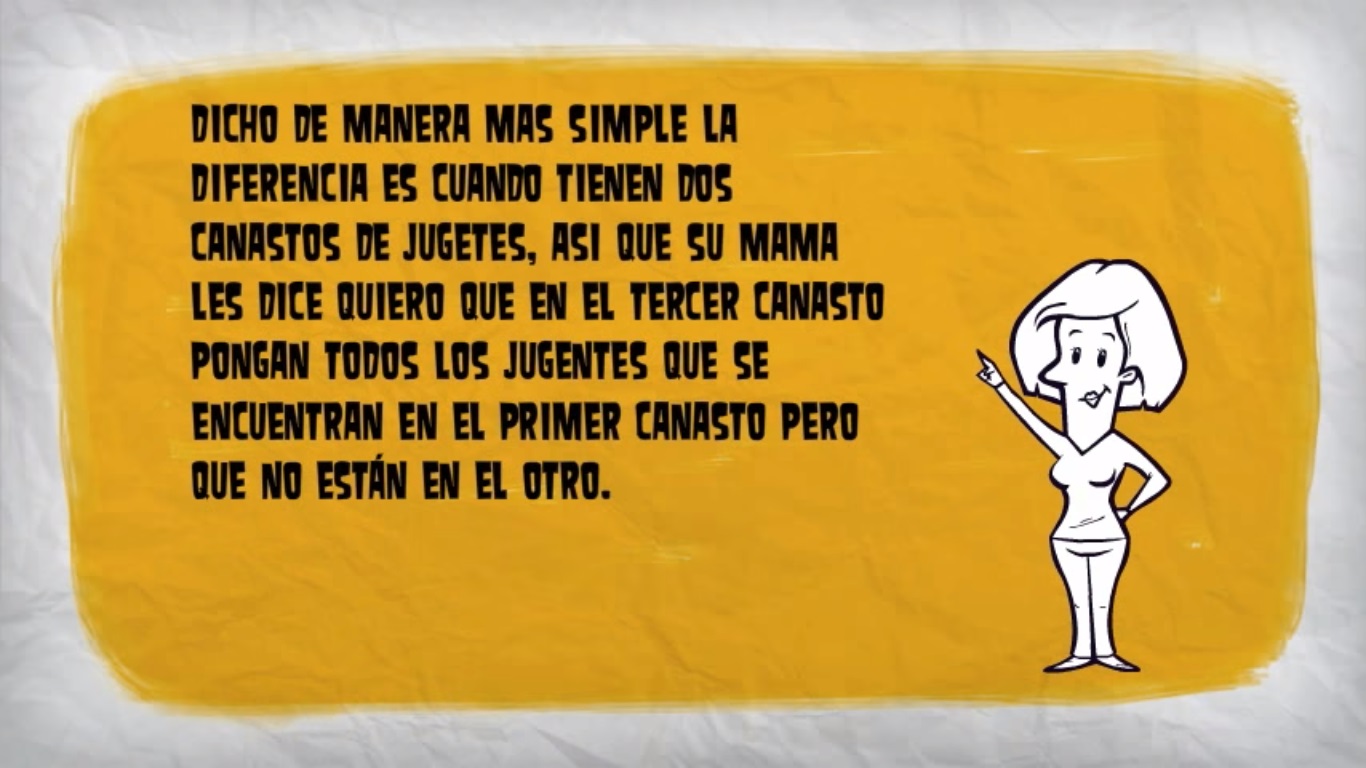 DICHO DE MANERA MAS SIMPLE LA
DIFERENCIA ES CUANDO TIENEN DOS
CANASTOS DE JUGETES, ASI QUE SU MAMA
LES DICE QUIERO QUE EN EL TERCER CANASTO
PONGAN TODOS LOS JUGENTES QUE SE
ENCUENTRAN EN EL PRIMER CANASTO PERO
QUE NO ESTÁN EN EL OTRO.